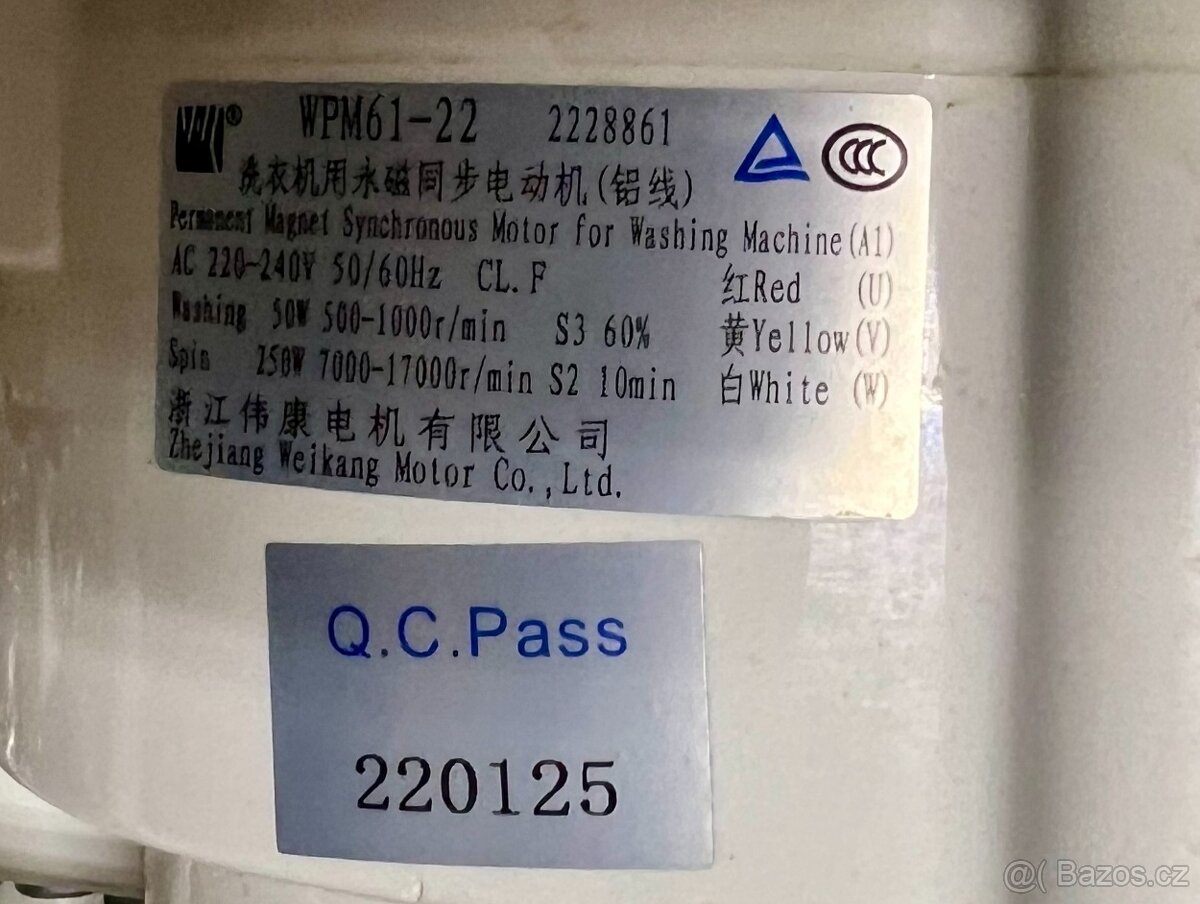 WKM® WPM61-22 2228861
洗衣机用永磁同步电动机(铝线)
CCC
Permanent Magnet Synchronous Motor for Washing Machine(Al)
AC 220-240V 50/60Hz CL.F 红Red (U)
Washing 50W 500-1000r/min S3 60% 黄Yellow(V)
Spin 250W 7000-17000r/min S2 10min 白White (W)
浙江伟康电机有限公司
Zhejiang Weikang Motor Co.,Ltd.
Q.C.Pass
220125
@( Bazos.cz